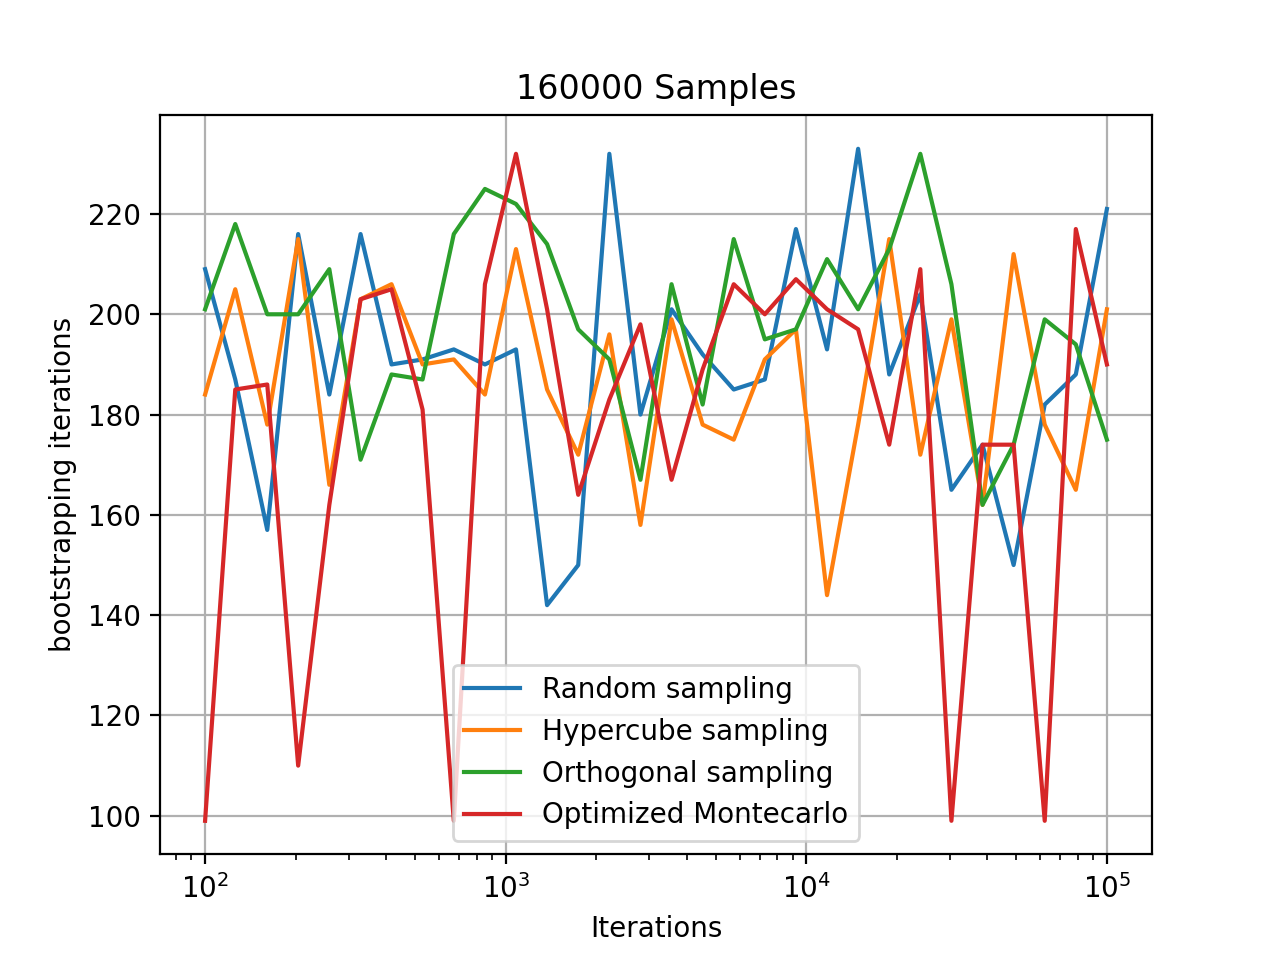 160000 Samples
bootstrapping iterations
220
200
180
160
140
120
100
Random sampling
Hypercube sampling
Orthogonal sampling
Optimized Montecarlo
10² 10³ 10⁴ 10⁵
Iterations